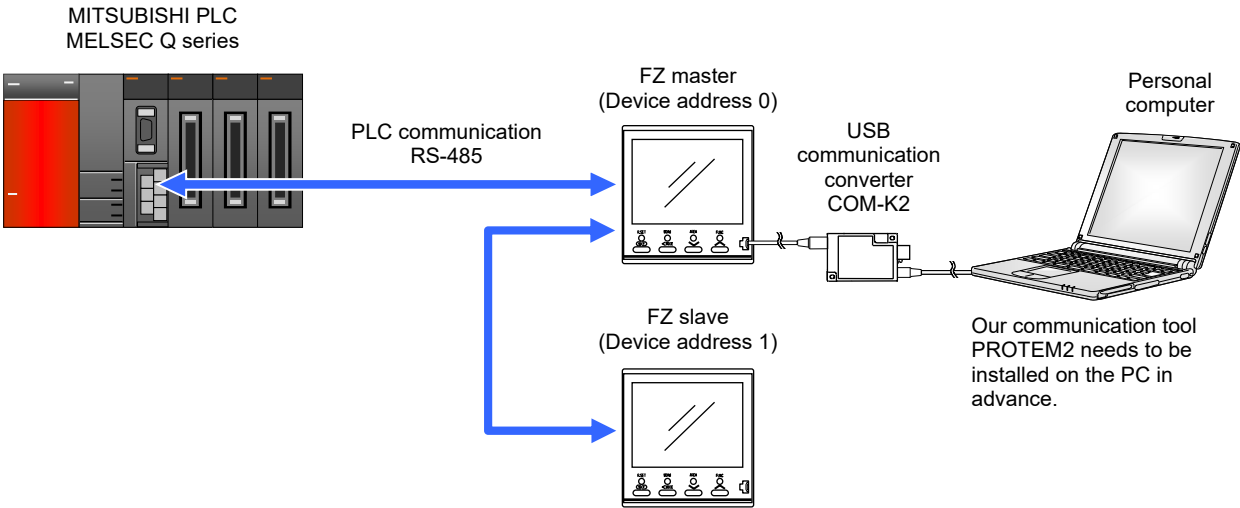 MITSUBISHI PLC
MELSEC Q series
PLC communication
RS-485
FZ master
(Device address 0)
USB
communication
converter
COM-K2
Personal
computer
FZ slave
(Device address 1)
Our communication tool
PROTEM2 needs to be
installed on the PC in
advance.